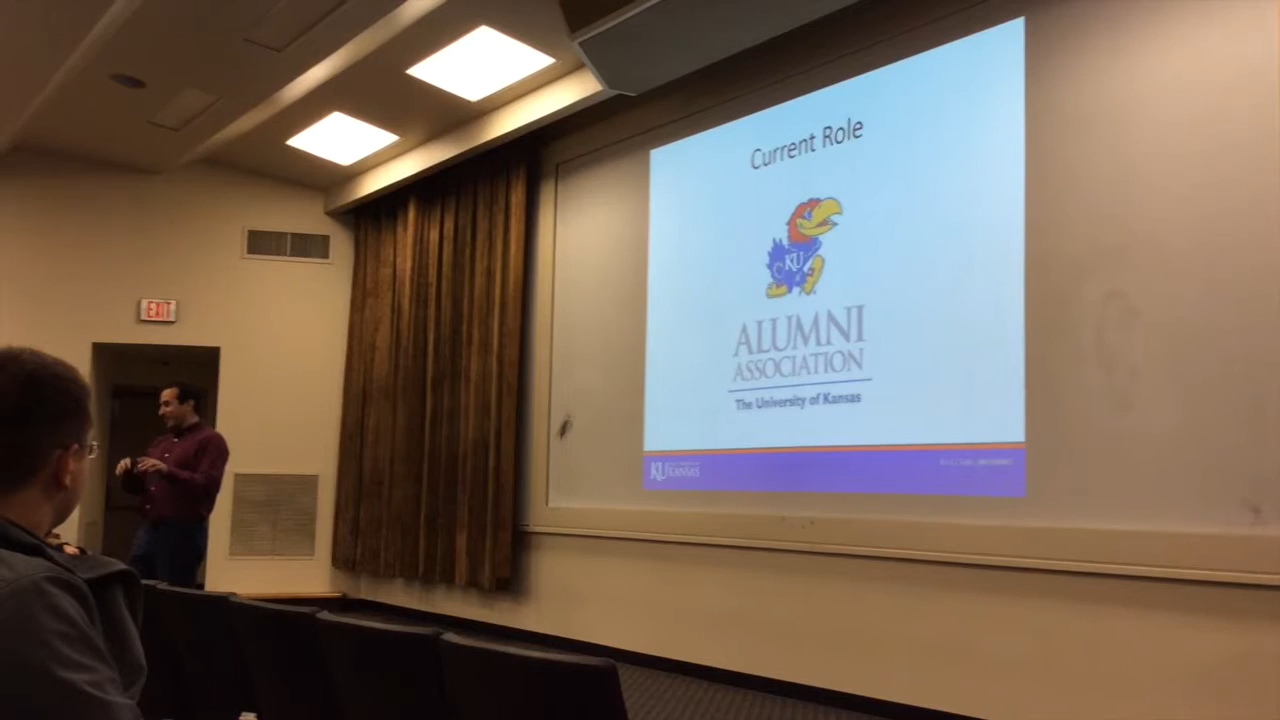 Current Role
KU
ALUMNI
ASSOCIATION
The University of Kansas
EXIT
KU KANSAS